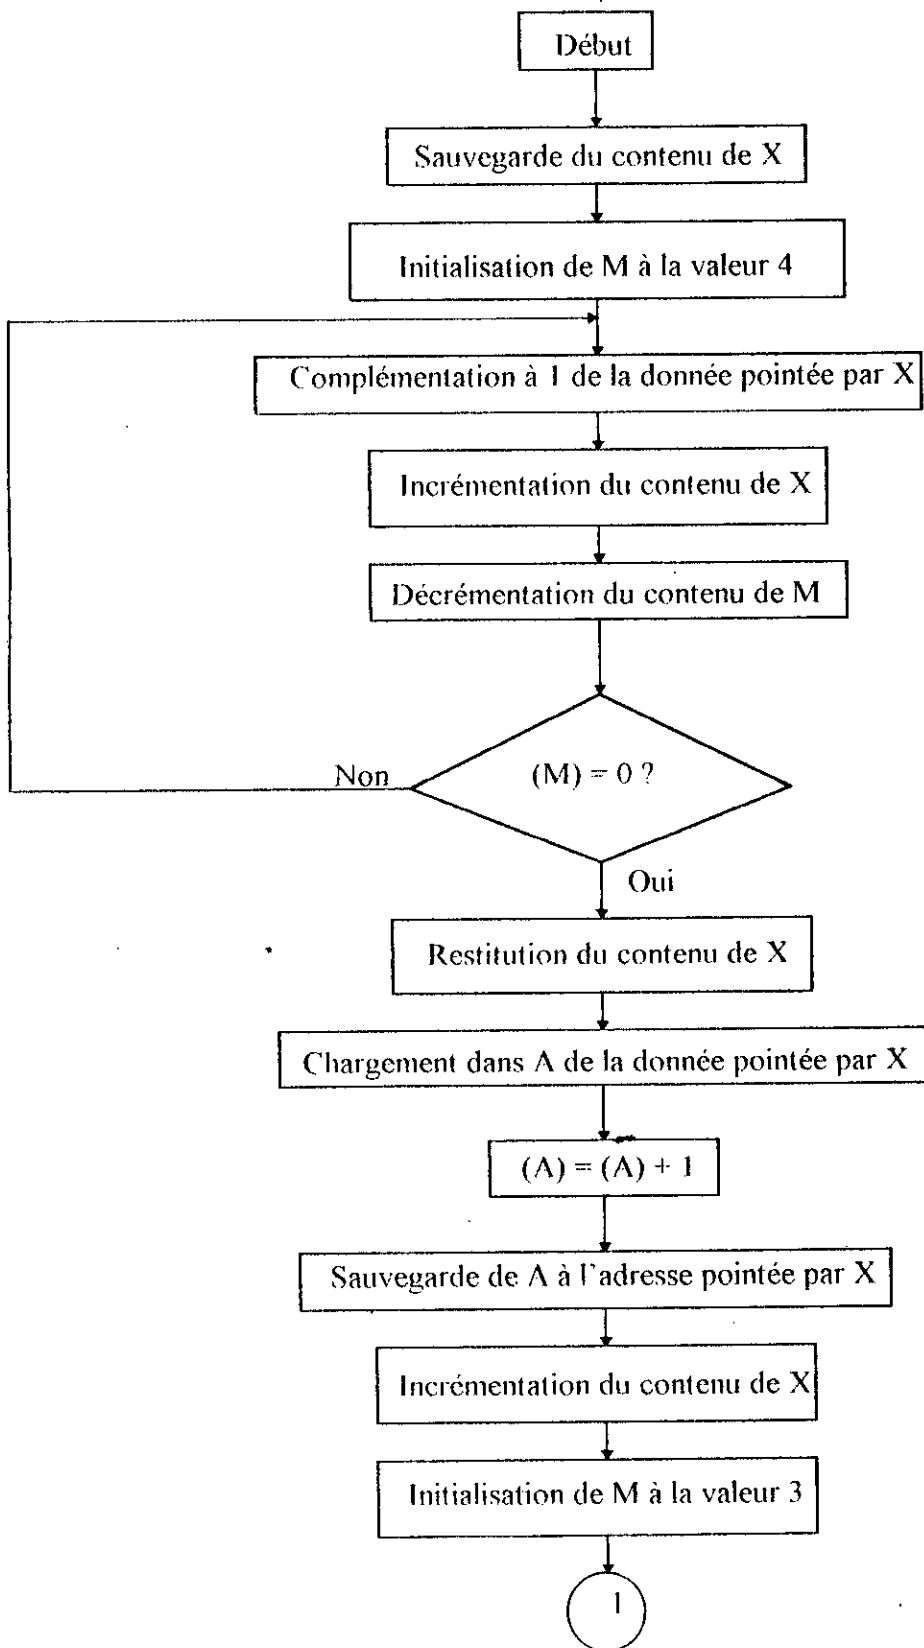 Début
Sauvegarde du contenu de X
Initialisation de M à la valeur 4
Complémentation à 1 de la donnée pointée par X
Incrémentation du contenu de X
Décrémentation du contenu de M
(M) = 0 ?
Non
Oui
Restitution du contenu de X
Chargement dans A de la donnée pointée par X
(A) = (A) + 1
Sauvegarde de A à l'adresse pointée par X
Incrémentation du contenu de X
Initialisation de M à la valeur 3
1